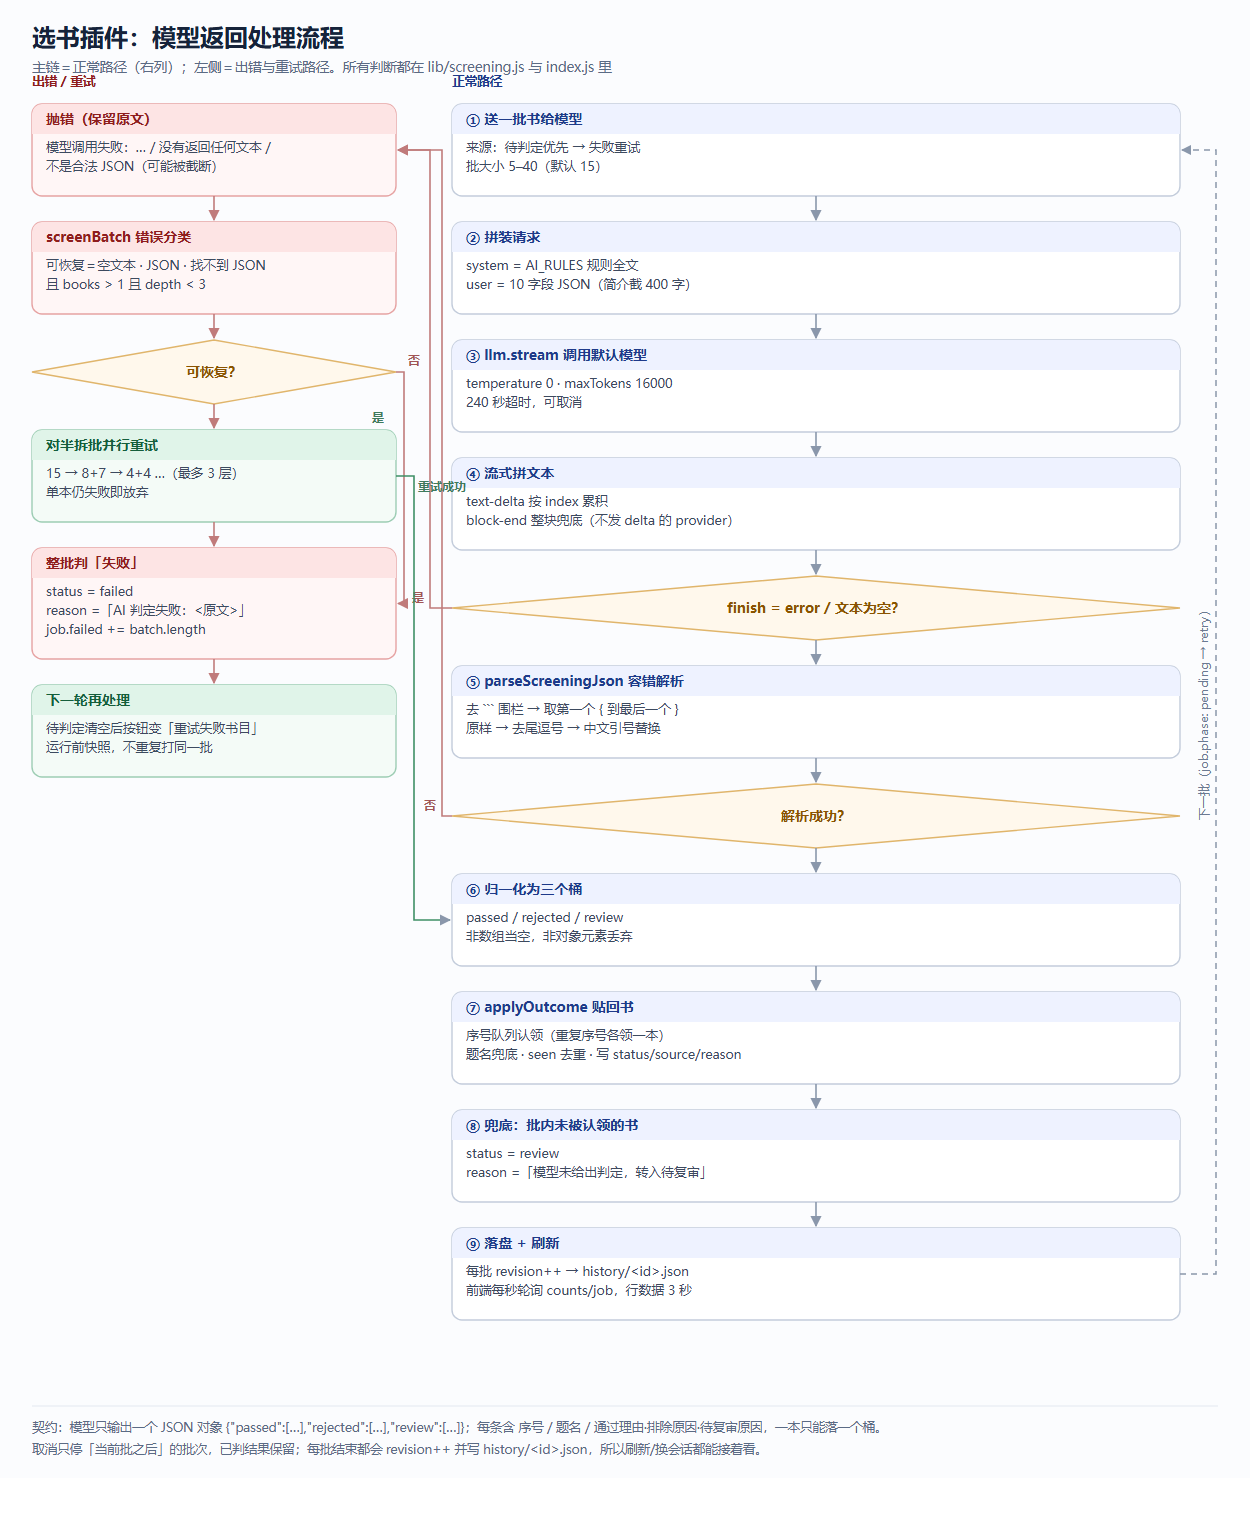 选书插件：模型返回处理流程
主链＝正常路径（右列）；左侧＝出错与重试路径。所有判断都在 lib/screening.js 与 index.js 里
出错 / 重试
抛错（保留原文）
模型调用失败：… / 没有返回任何文本 /
不是合法 JSON（可能被截断）
screenBatch 错误分类
可恢复＝空文本 · JSON · 找不到 JSON
且 books > 1 且 depth < 3
可恢复？
否
是
对半拆批并行重试
15 → 8+7 → 4+4 …（最多 3 层）
单本仍失败即放弃
重试成功
整批判「失败」
status = failed
reason =「AI 判定失败：<原文>」
job.failed += batch.length
下一轮再处理
待判定清空后按钮变「重试失败书目」
运行前快照，不重复打同一批
正常路径
① 送一批书给模型
来源：待判定优先 → 失败重试
批大小 5–40（默认 15）
② 拼装请求
system = AI_RULES 规则全文
user = 10 字段 JSON（简介截 400 字）
③ llm.stream 调用默认模型
temperature 0 · maxTokens 16000
240 秒超时，可取消
④ 流式拼文本
text-delta 按 index 累积
block-end 整块兜底（不发 delta 的 provider）
finish = error / 文本为空？
是
⑤ parseScreeningJson 容错解析
去 ``` 围栏 → 取第一个 { 到最后一个 }
原样 → 去尾逗号 → 中文引号替换
解析成功？
否
⑥ 归一化为三个桶
passed / rejected / review
非数组当空，非对象元素丢弃
⑦ applyOutcome 贴回书
序号队列认领（重复序号各领一本）
题名兜底 · seen 去重 · 写 status/source/reason
⑧ 兜底：批内未被认领的书
status = review
reason =「模型未给出判定，转入待复审」
⑨ 落盘 + 刷新
每批 revision++ → history/<id>.json
前端每秒轮询 counts/job，行数据 3 秒
下一批（job.phase: pending → retry）
契约：模型只输出一个 JSON 对象 {"passed":[...],"rejected":[...],"review":[...]}；每条含 序号 / 题名 / 通过理由·排除原因·待复审原因，一本只能落一个桶。
取消只停「当前批之后」的批次，已判结果保留；每批结束都会 revision++ 并写 history/<id>.json，所以刷新/换会话都能接着看。